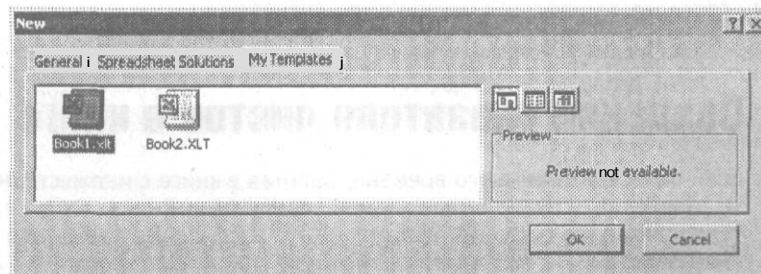 New
General i Spreadsheet Solutions My Templates j
Book1.xlt Book2.XLT
Preview
Preview not available.
OK Cancel